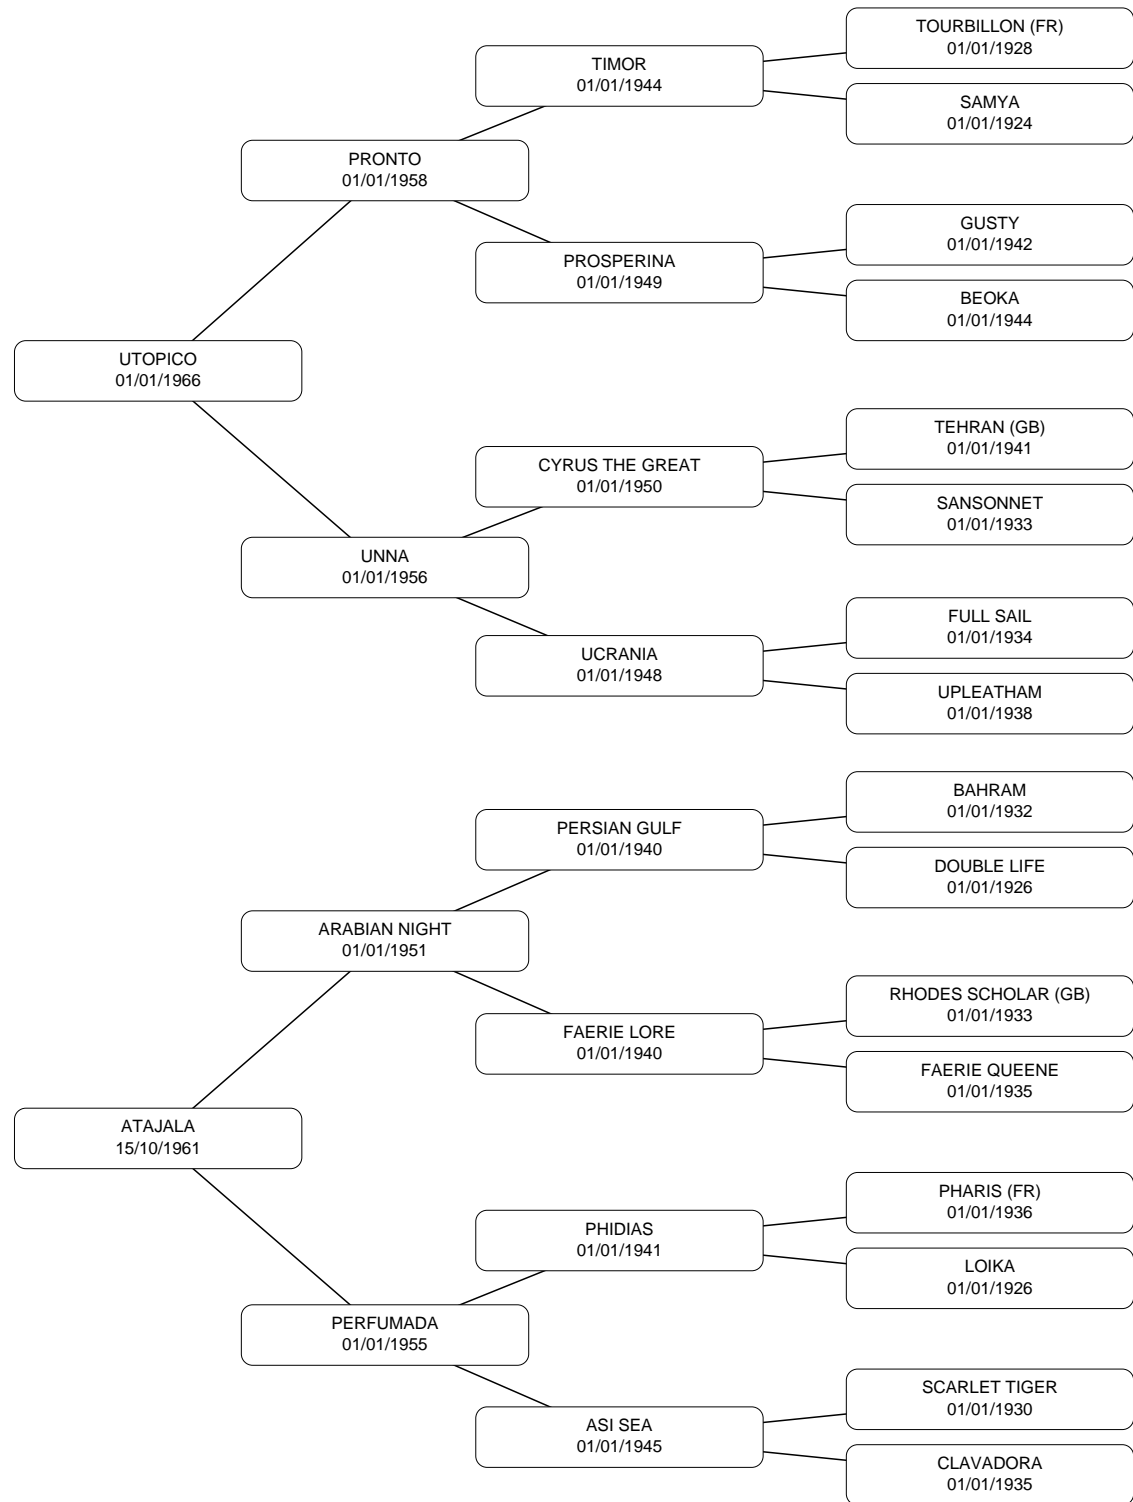 TOURBILLON (FR)
01/01/1928
TIMOR
01/01/1944
SAMYA
01/01/1924
PRONTO
01/01/1958
GUSTY
01/01/1942
PROSPERINA
01/01/1949
BEOKA
01/01/1944
UTOPICO
01/01/1966
TEHRAN (GB)
01/01/1941
CYRUS THE GREAT
01/01/1950
SANSONNET
01/01/1933
UNNA
01/01/1956
FULL SAIL
01/01/1934
UCRANIA
01/01/1948
UPLEATHAM
01/01/1938
BAHRAM
01/01/1932
PERSIAN GULF
01/01/1940
DOUBLE LIFE
01/01/1926
ARABIAN NIGHT
01/01/1951
RHODES SCHOLAR (GB)
01/01/1933
FAERIE LORE
01/01/1940
FAERIE QUEENE
01/01/1935
ATAJALA
15/10/1961
PHARIS (FR)
01/01/1936
PHIDIAS
01/01/1941
LOIKA
01/01/1926
PERFUMADA
01/01/1955
SCARLET TIGER
01/01/1930
ASI SEA
01/01/1945
CLAVADORA
01/01/1935